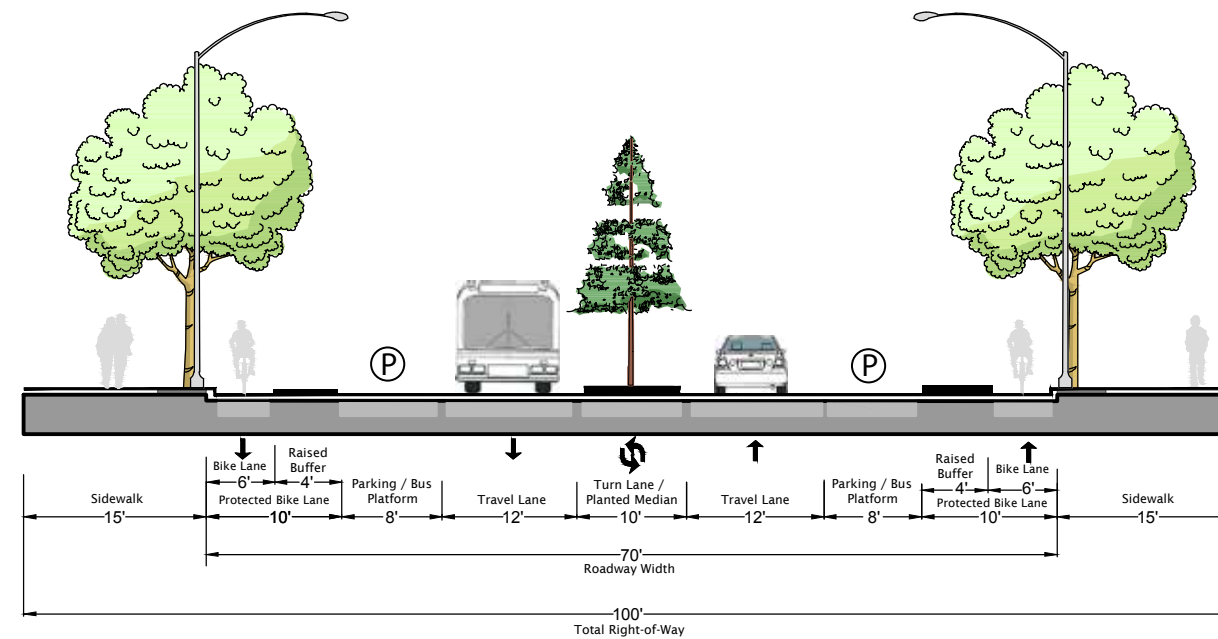 P
P
Bike Lane
6'
Raised
Buffer
4'
Raised
Buffer
4'
Bike Lane
6'
Sidewalk
15'
Protected Bike Lane
10'
Parking / Bus
Platform
8'
Travel Lane
12'
Turn Lane /
Planted Median
10'
Travel Lane
12'
Parking / Bus
Platform
8'
Protected Bike Lane
10'
Sidewalk
15'
70'
Roadway Width
100'
Total Right-of-Way